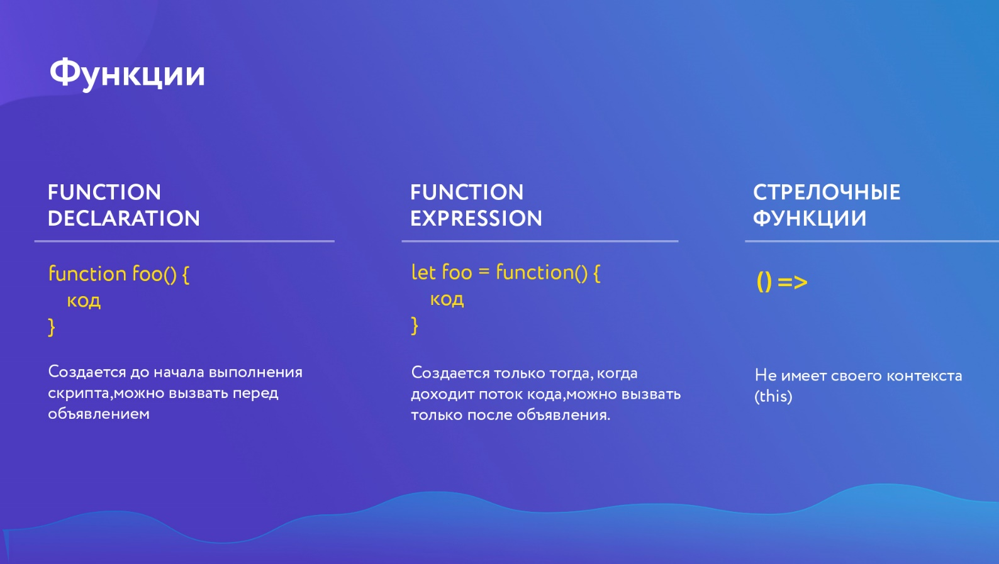 Функции
FUNCTION
DECLARATION
function foo() {
код
}
Создается до начала выполнения
скрипта,можно вызвать перед
объявлением
FUNCTION
EXPRESSION
let foo = function() {
код
}
Создается только тогда, когда
доходит поток кода,можно вызвать
только после объявления.
СТРЕЛОЧНЫЕ
ФУНКЦИИ
() =>
Не имеет своего контекста
(this)